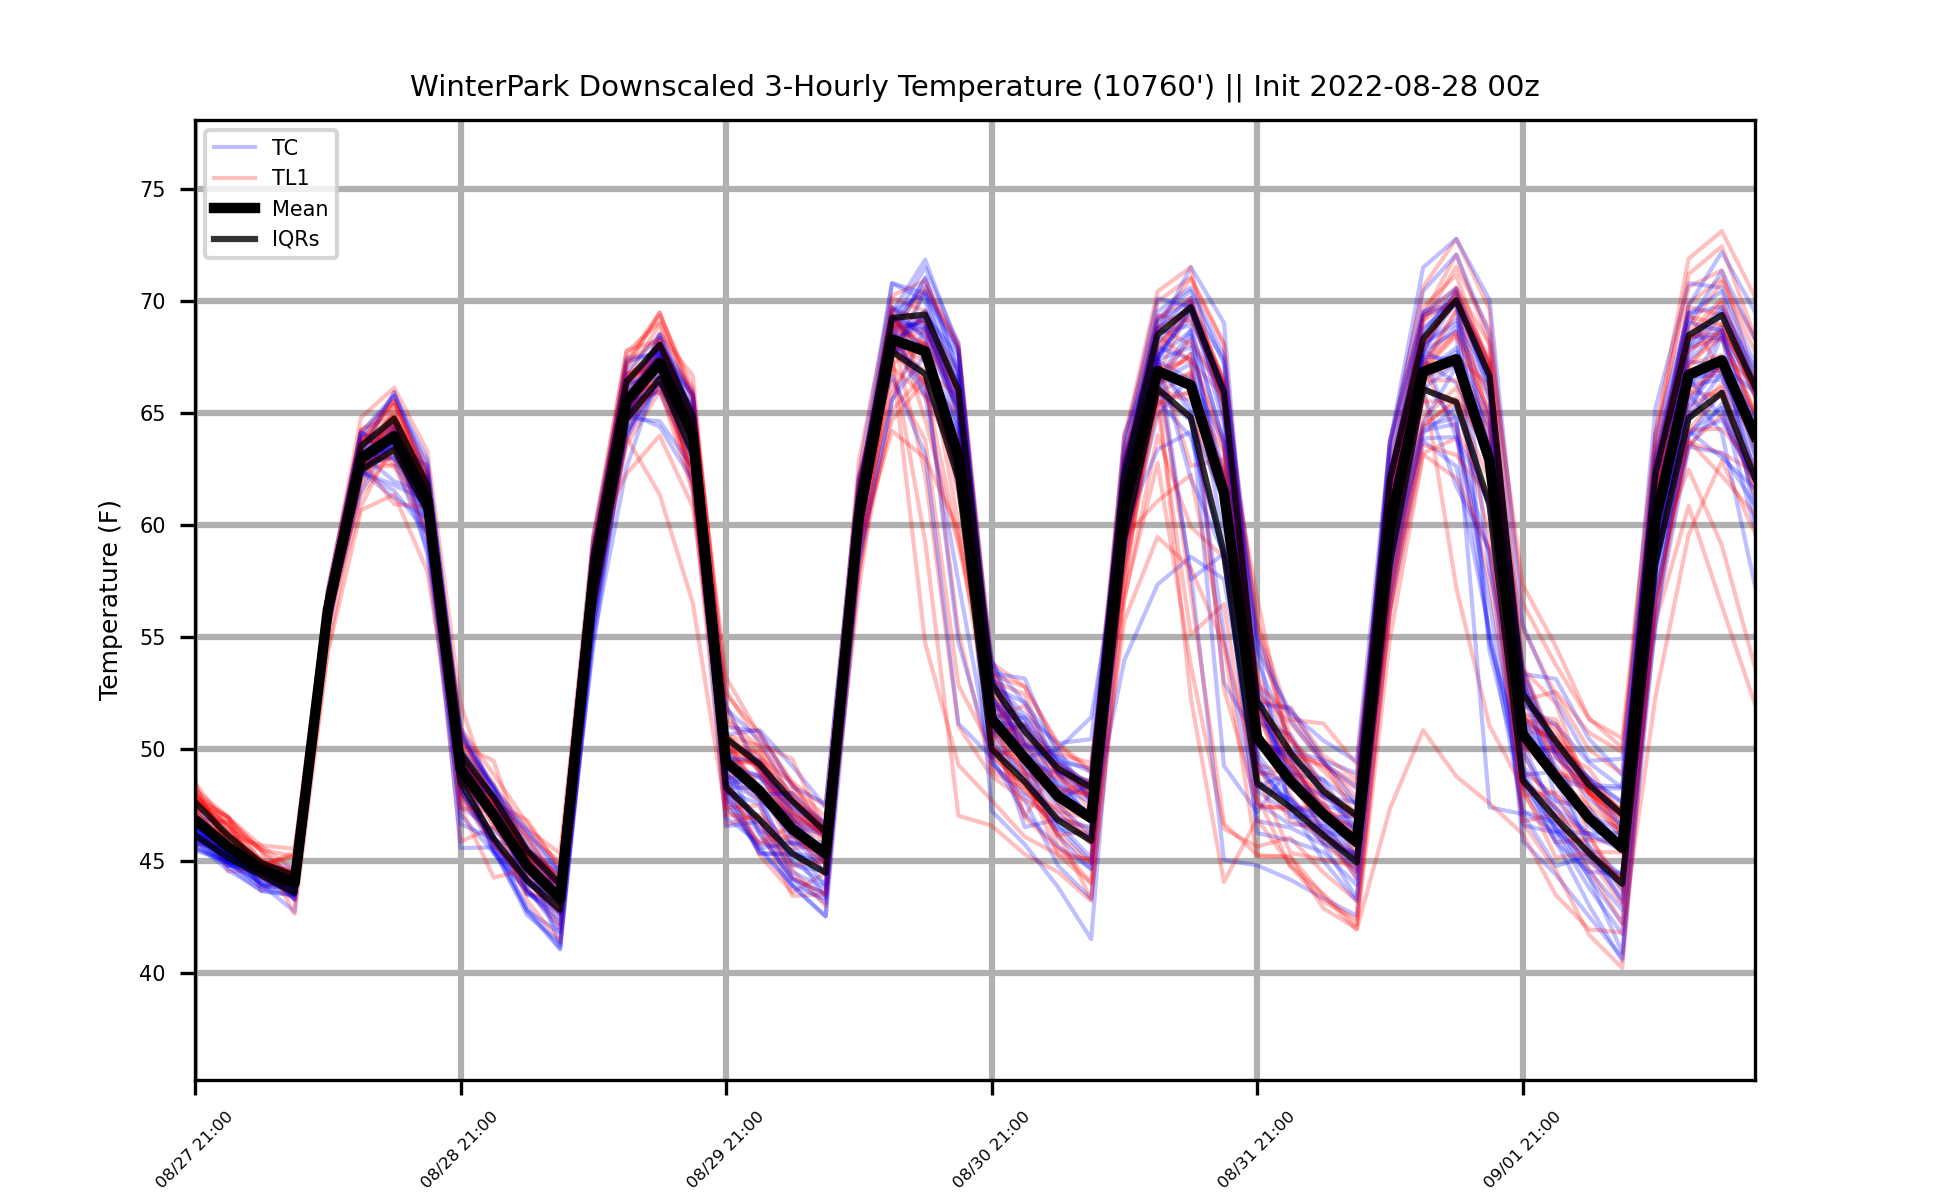 WinterPark Downscaled 3-Hourly Temperature (10760') || Init 2022-08-28 00z
TC
TL1
Mean
IQRs
Temperature (F)
75
70
65
60
55
50
45
40
08/27 21:00
08/28 21:00
08/29 21:00
08/30 21:00
08/31 21:00
09/01 21:00